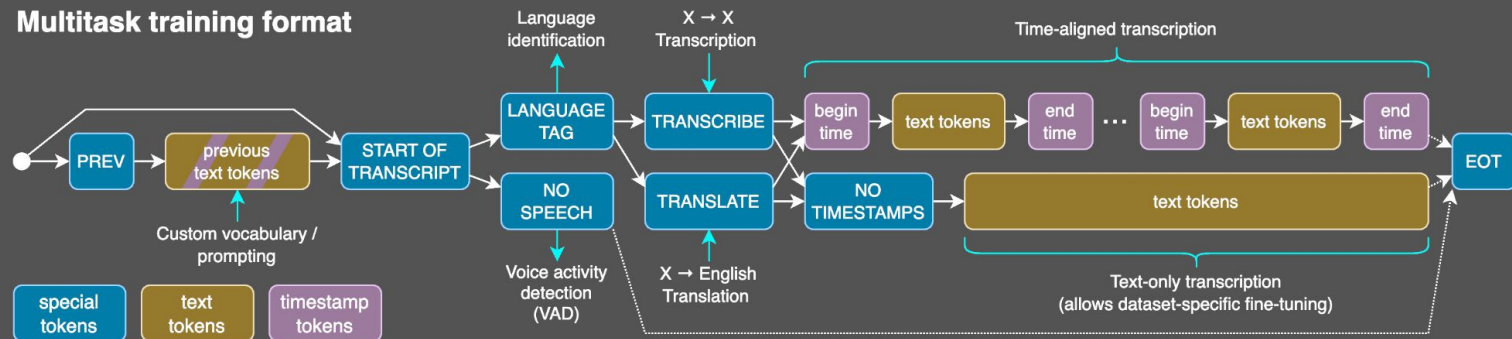 Multitask training format
Language
identification
X → X
Transcription
Time-aligned transcription
PREV
previous
text tokens
START OF
TRANSCRIPT
LANGUAGE
TAG
NO
SPEECH
TRANSCRIBE
TRANSLATE
begin
time
text tokens
end
time
...
begin
time
text tokens
end
time
NO
TIMESTAMPS
text tokens
EOT
Custom vocabulary /
prompting
Voice activity
detection
(VAD)
X → English
Translation
Text-only transcription
(allows dataset-specific fine-tuning)
special
tokens
text
tokens
timestamp
tokens